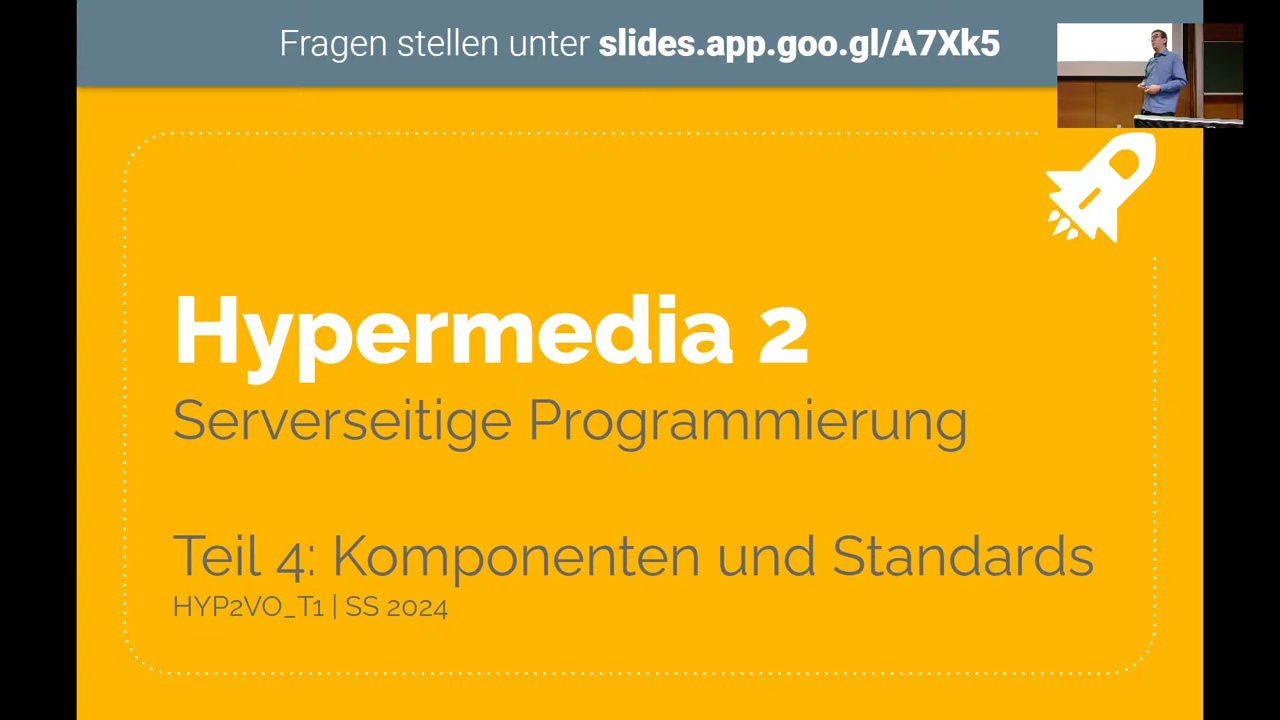 Fragen stellen unter slides.app.goo.gl/A7Xk5
Hypermedia 2
Serverseitige Programmierung
Teil 4: Komponenten und Standards
HYP2VO_T1 | SS 2024